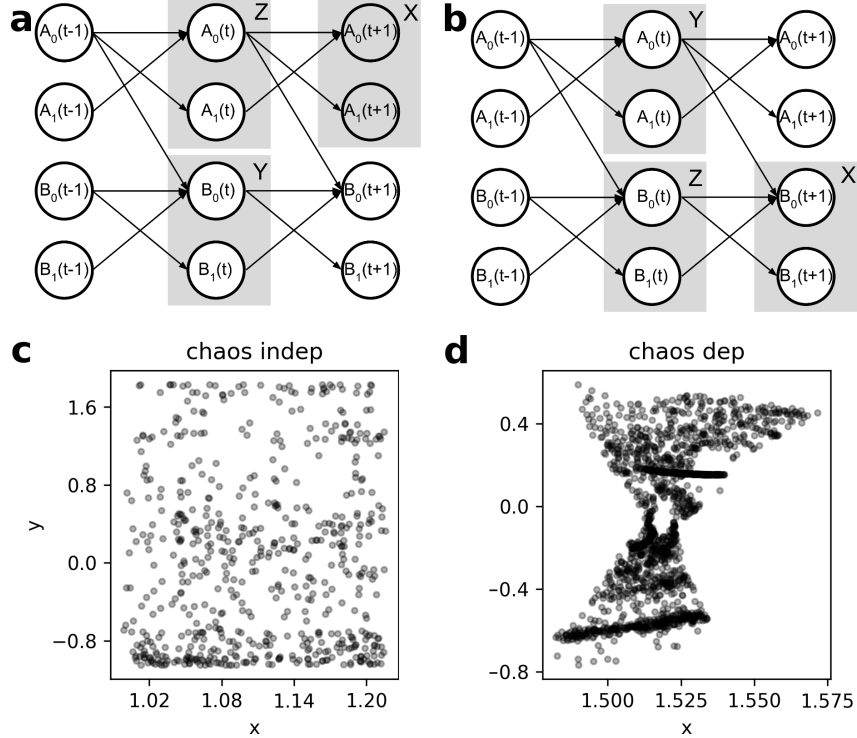 a
Z
X
A₀(t-1)
A₀(t)
A₀(t+1)
A₁(t-1)
A₁(t)
A₁(t+1)
Y
B₀(t-1)
B₀(t)
B₀(t+1)
B₁(t-1)
B₁(t)
B₁(t+1)
b
Y
A₀(t-1)
A₀(t)
A₀(t+1)
A₁(t-1)
A₁(t)
A₁(t+1)
Z
X
B₀(t-1)
B₀(t)
B₀(t+1)
B₁(t-1)
B₁(t)
B₁(t+1)
c
chaos indep
1.6
0.8
0.0
−0.8
y
1.02 1.08 1.14 1.20
x
d
chaos dep
0.4
0.0
−0.4
−0.8
1.500 1.525 1.550 1.575
x